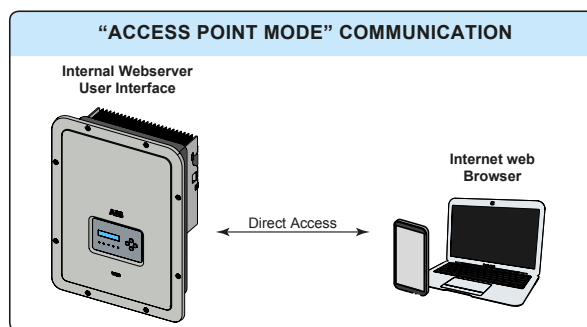 “ACCESS POINT MODE” COMMUNICATION
Internal Webserver
User Interface
Internet web
Browser
ABB
Direct Access